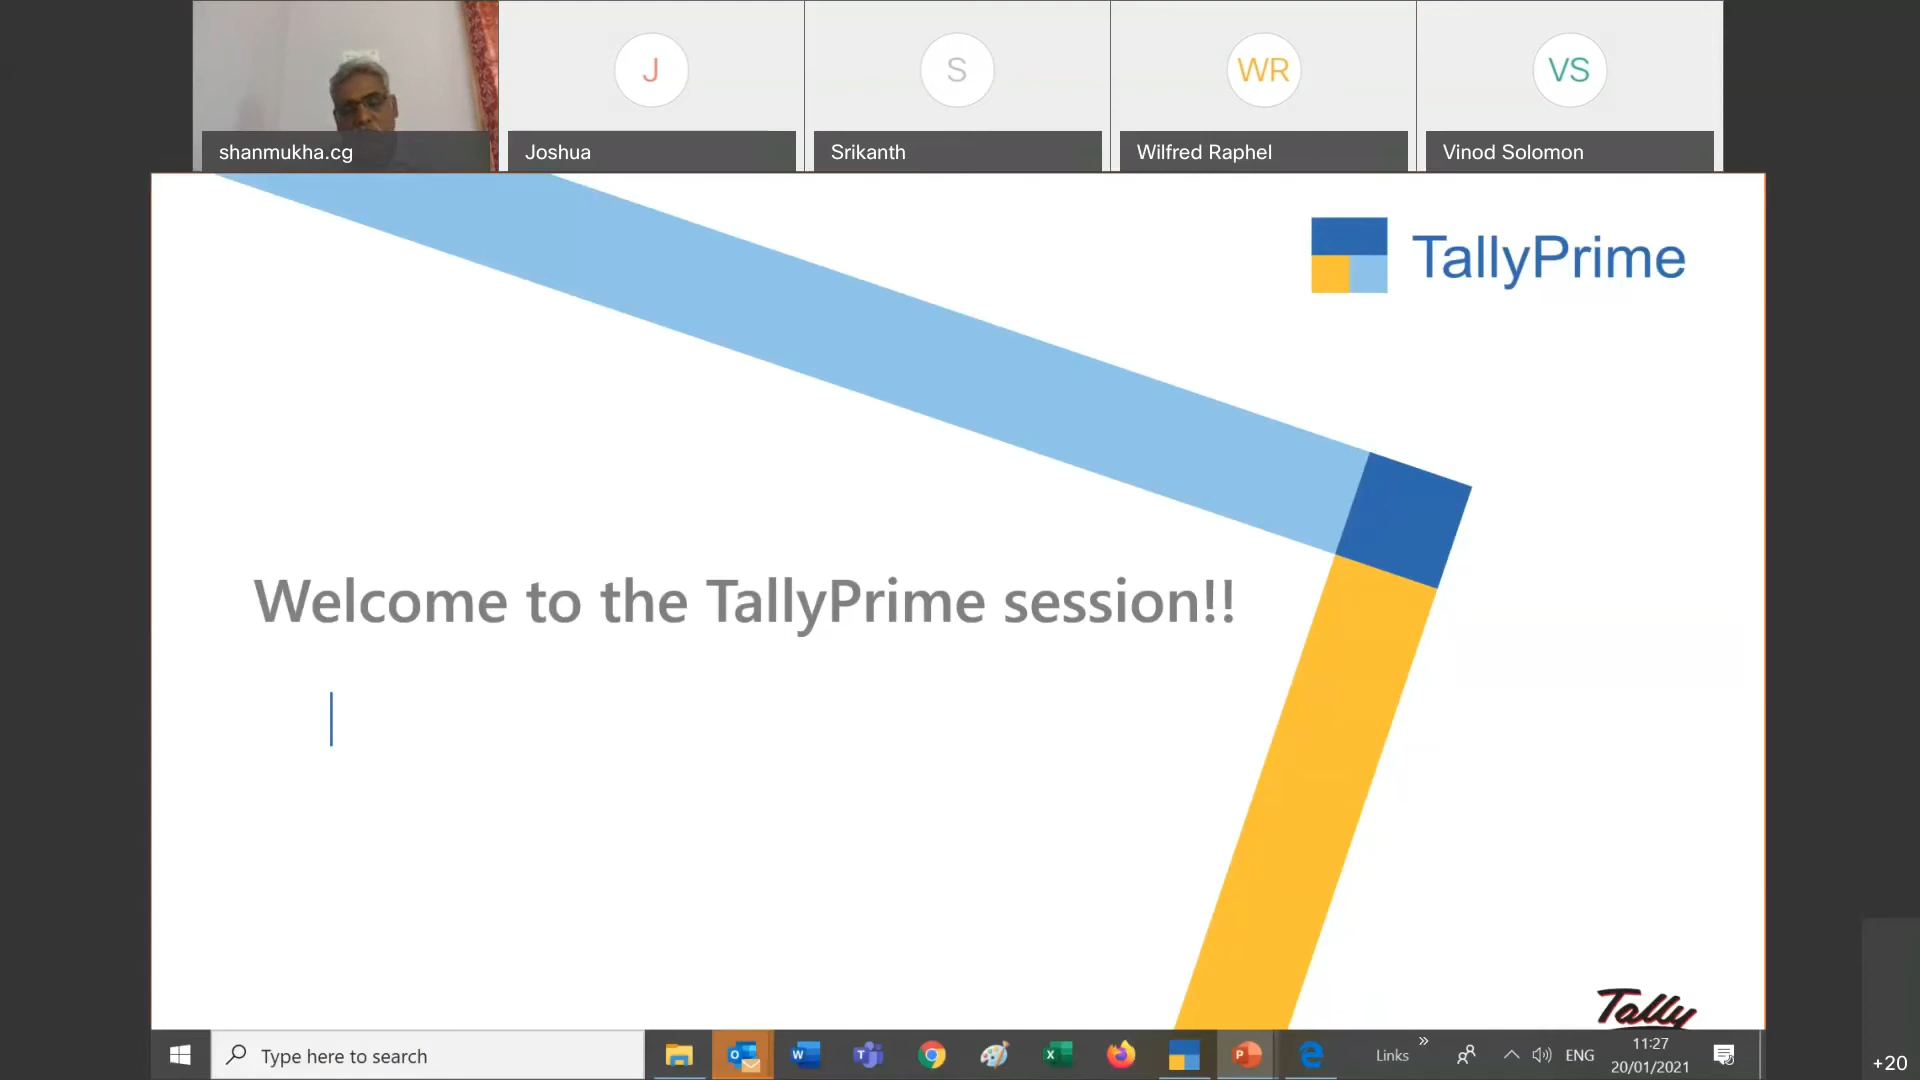 J
S
WR
VS
shanmukha.cg
Joshua
Srikanth
Wilfred Raphel
Vinod Solomon
TallyPrime
Welcome to the TallyPrime session!!
Tally
Type here to search
Links
»
ENG
11:27
20/01/2021
+20